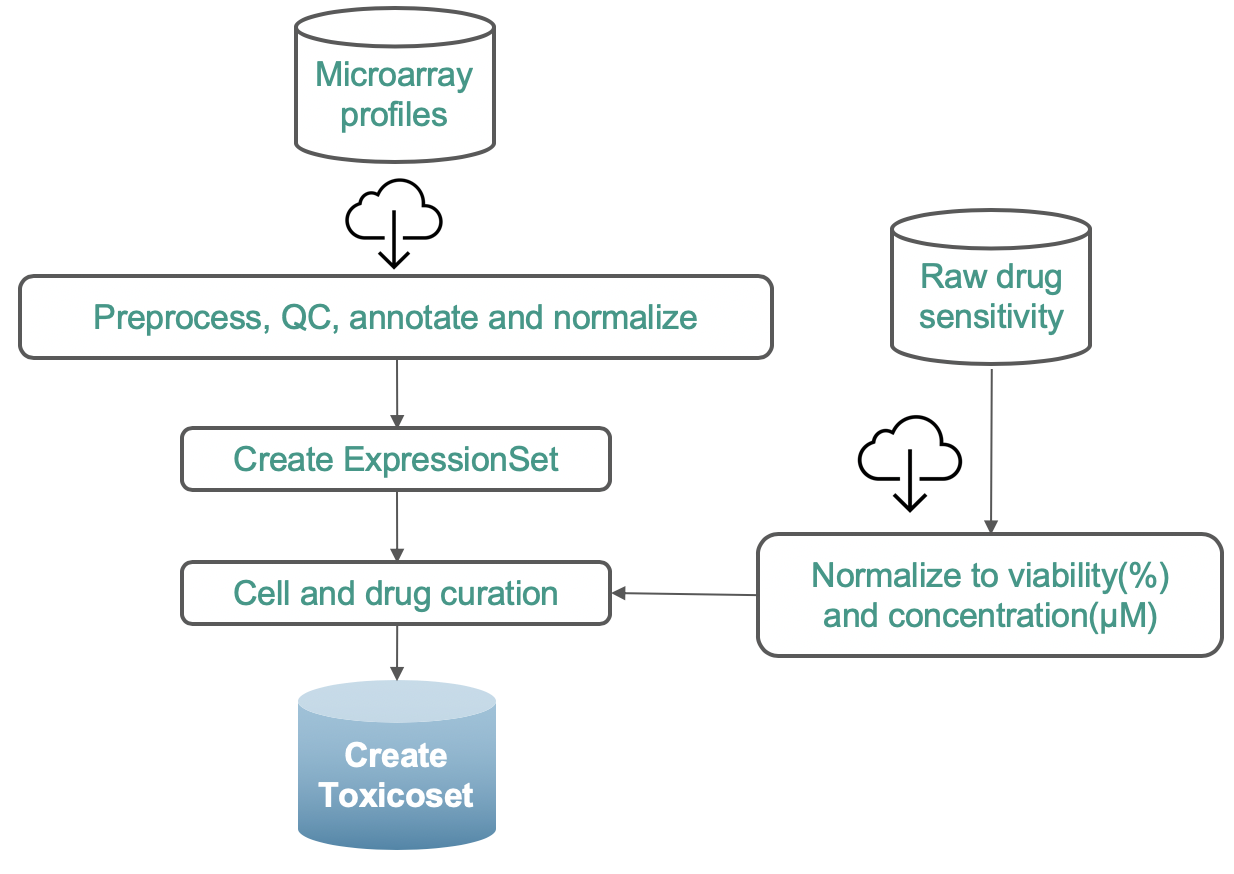 Microarray
profiles
Raw drug
sensitivity
Preprocess, QC, annotate and normalize
Create ExpressionSet
Cell and drug curation
Normalize to viability(%)
and concentration(µM)
Create
Toxicoset